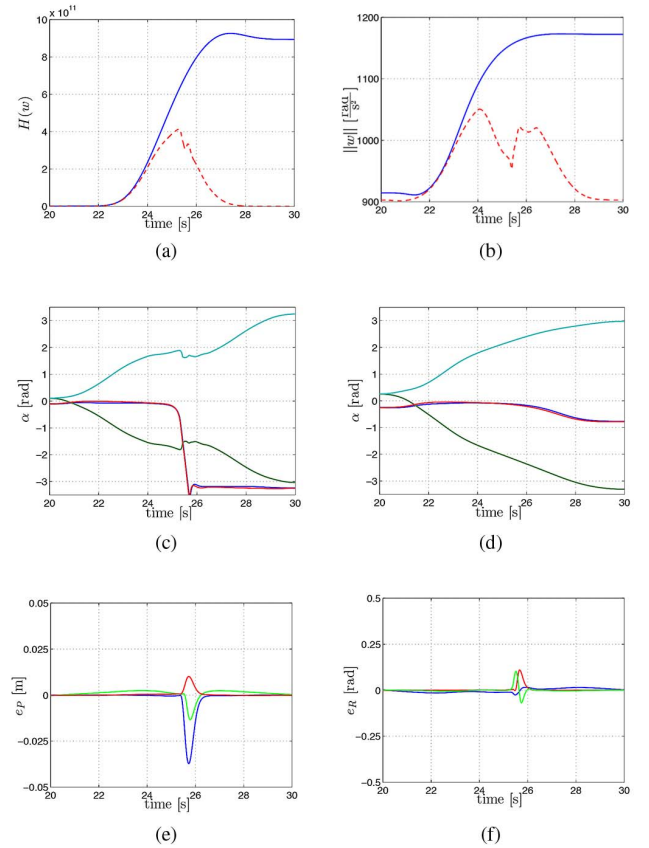 x 10¹¹
10
8
6
4
2
0
H(w)
20 22 24 26 28 30
time [s]
(a)
1200
1100
1000
900
||w|| [rad/s²]
20 22 24 26 28 30
time [s]
(b)
3
2
1
0
−1
−2
−3
α [rad]
20 22 24 26 28 30
time [s]
(c)
3
2
1
0
−1
−2
−3
α [rad]
20 22 24 26 28 30
time [s]
(d)
0.05
0.025
0
−0.025
−0.05
e_P [m]
20 22 24 26 28 30
time [s]
(e)
0.5
0.25
0
−0.25
−0.5
e_R [rad]
20 22 24 26 28 30
time [s]
(f)